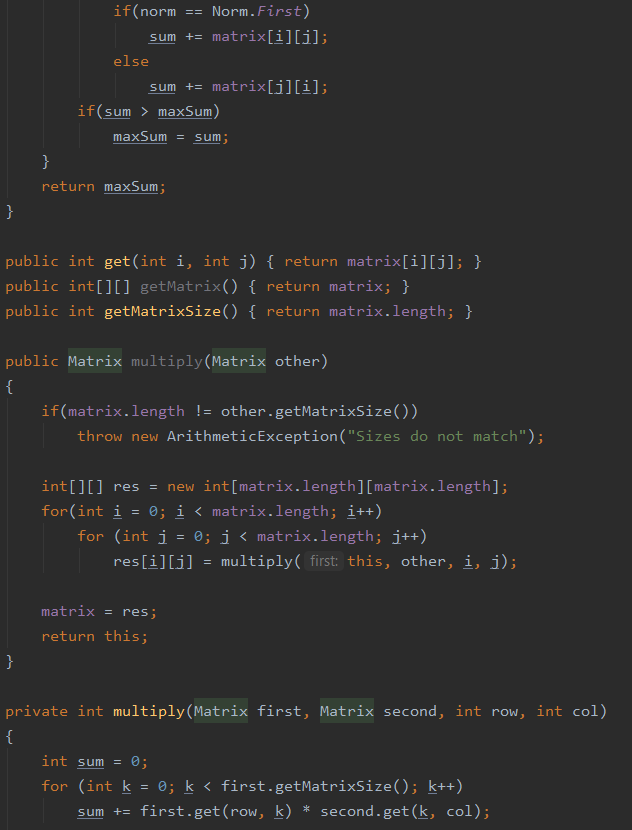 if(norm == Norm.First)
sum += matrix[i][j];
else
sum += matrix[j][i];
if(sum > maxSum)
maxSum = sum;
}
return maxSum;
}
public int get(int i, int j) { return matrix[i][j]; }
public int[][] getMatrix() { return matrix; }
public int getMatrixSize() { return matrix.length; }
public Matrix multiply(Matrix other)
{
if(matrix.length != other.getMatrixSize())
throw new ArithmeticException("Sizes do not match");
int[][] res = new int[matrix.length][matrix.length];
for(int i = 0; i < matrix.length; i++)
for (int j = 0; j < matrix.length; j++)
res[i][j] = multiply( first: this, other, i, j);
matrix = res;
return this;
}
private int multiply(Matrix first, Matrix second, int row, int col)
{
int sum = 0;
for (int k = 0; k < first.getMatrixSize(); k++)
sum += first.get(row, k) * second.get(k, col);